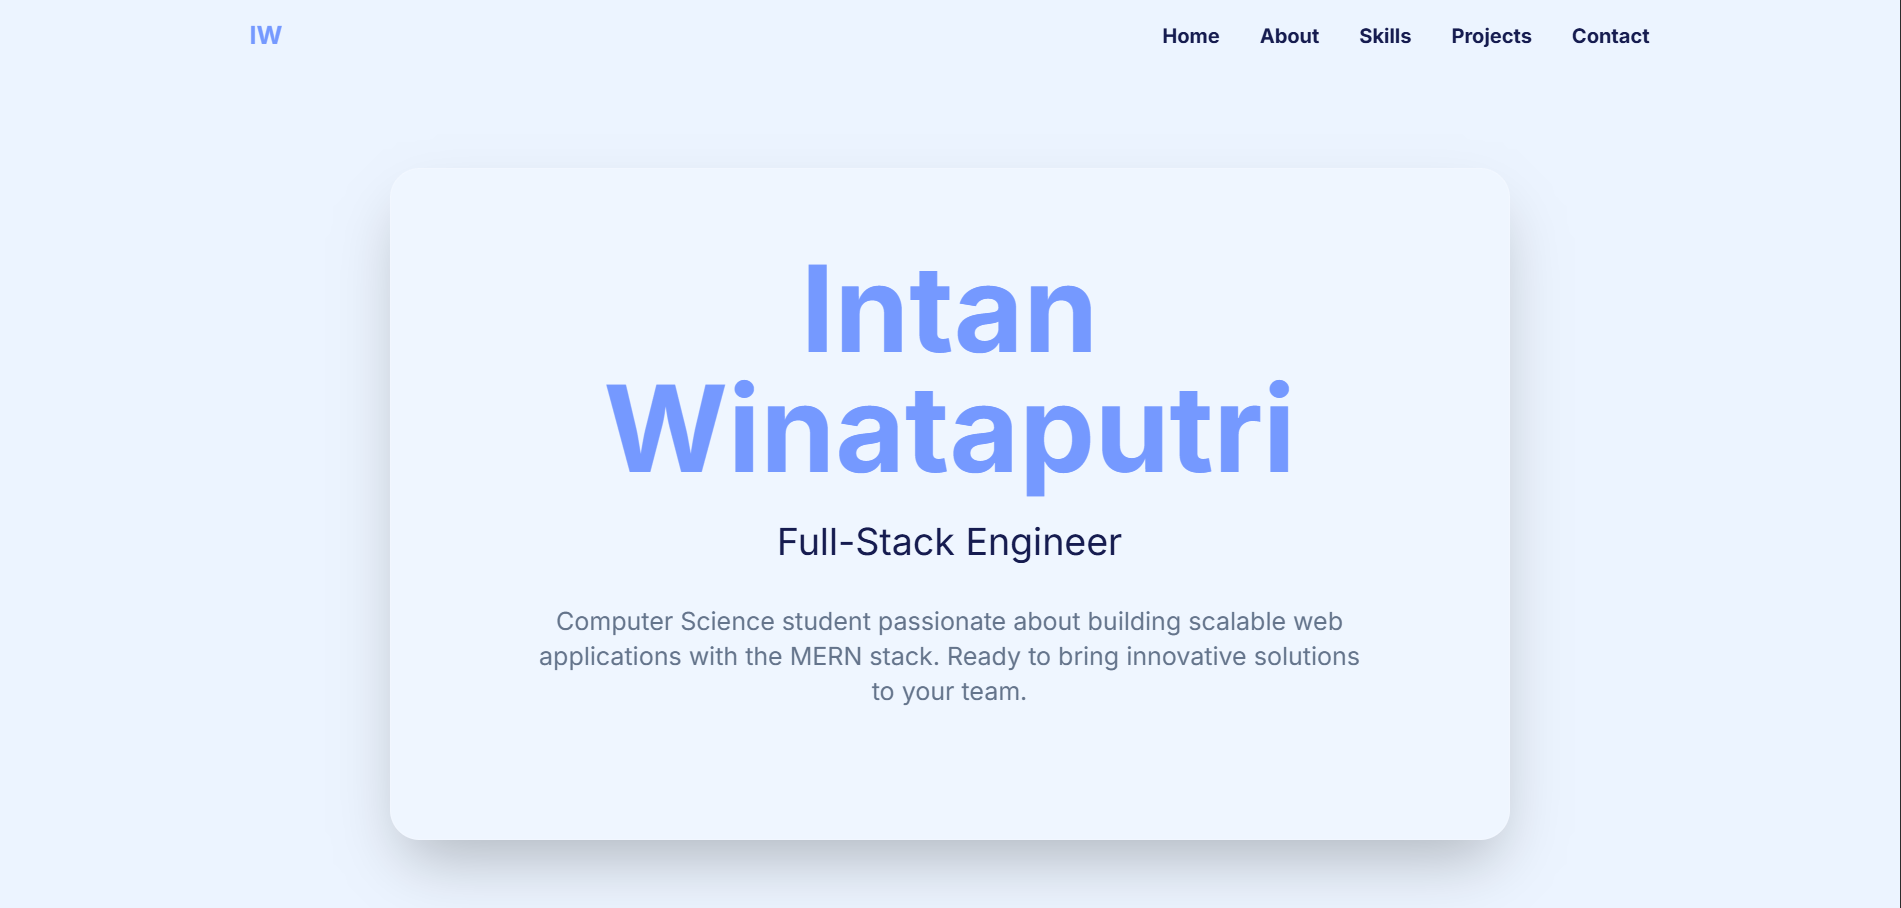 IW
Home About Skills Projects Contact
Intan
Winataputri
Full-Stack Engineer
Computer Science student passionate about building scalable web
applications with the MERN stack. Ready to bring innovative solutions
to your team.